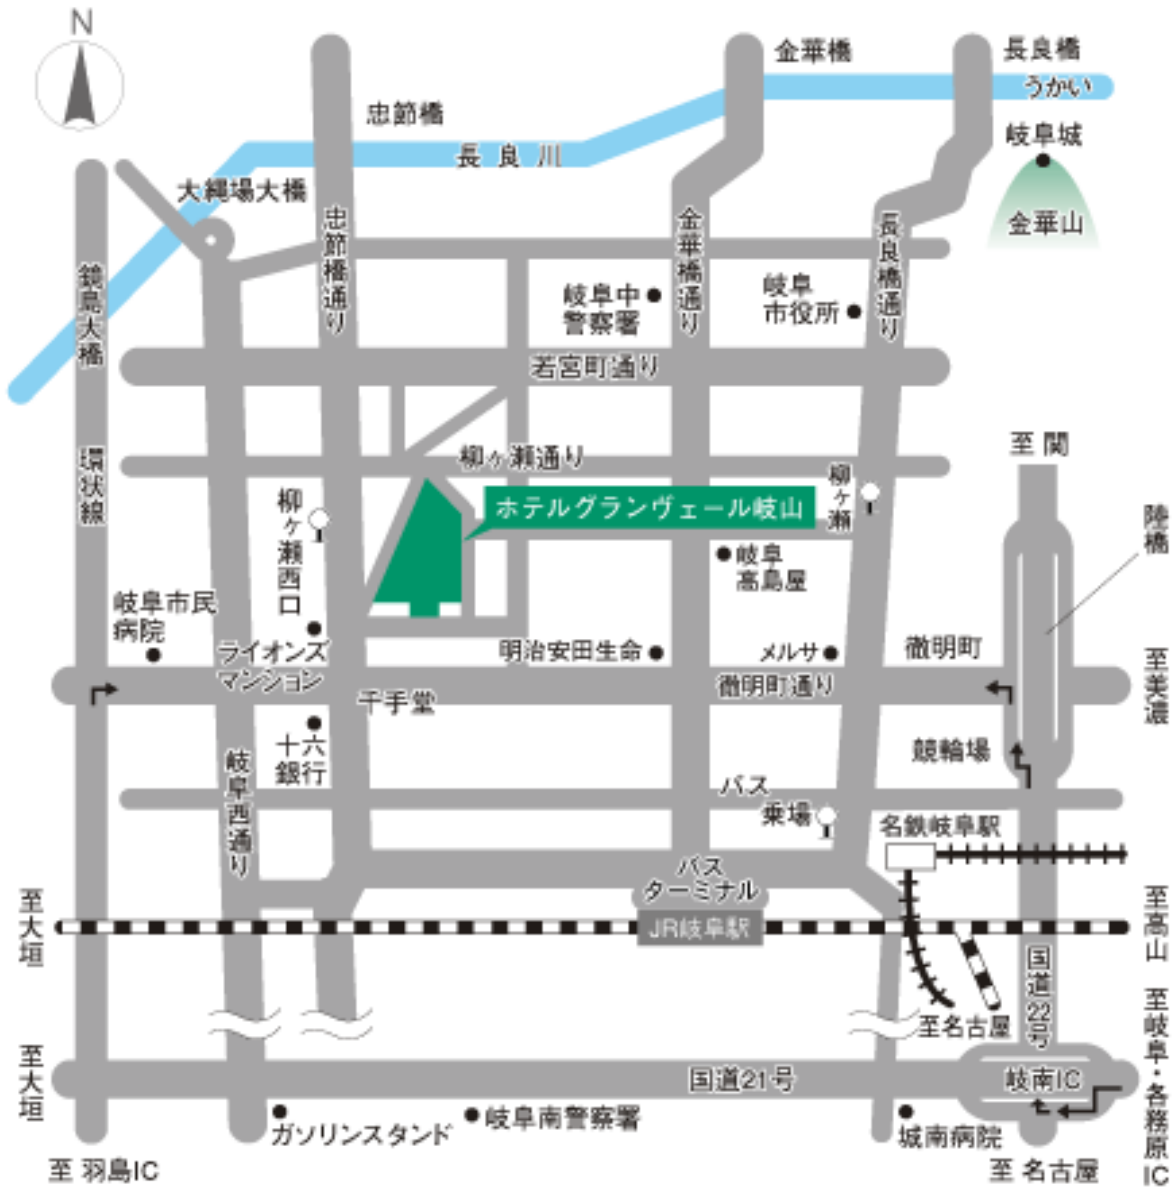 N
金華橋
長良橋
うかい
忠節橋
岐阜城
長良川
大縄場大橋
金華山
忠節橋通り
金華橋通り
長良橋通り
鏡島大橋
岐阜中
警察署
岐阜
市役所
若宮町通り
至 関
環状線
柳ヶ瀬通り
柳ヶ瀬
柳ヶ瀬西口
ホテルグランヴェール岐山
陸橋
岐阜
高島屋
岐阜市民
病院
ライオンズ
マンション
明治安田生命
メルサ
徹明町
至美濃
徹明町通り
千手堂
十六
銀行
岐阜西通り
競輪場
バス
乗場
名鉄岐阜駅
バス
ターミナル
至大垣
JR岐阜駅
至高山
国道22号
至名古屋
至岐阜・各務原IC
至大垣
国道21号
岐南IC
ガソリンスタンド
岐阜南警察署
城南病院
至 羽島IC
至 名古屋